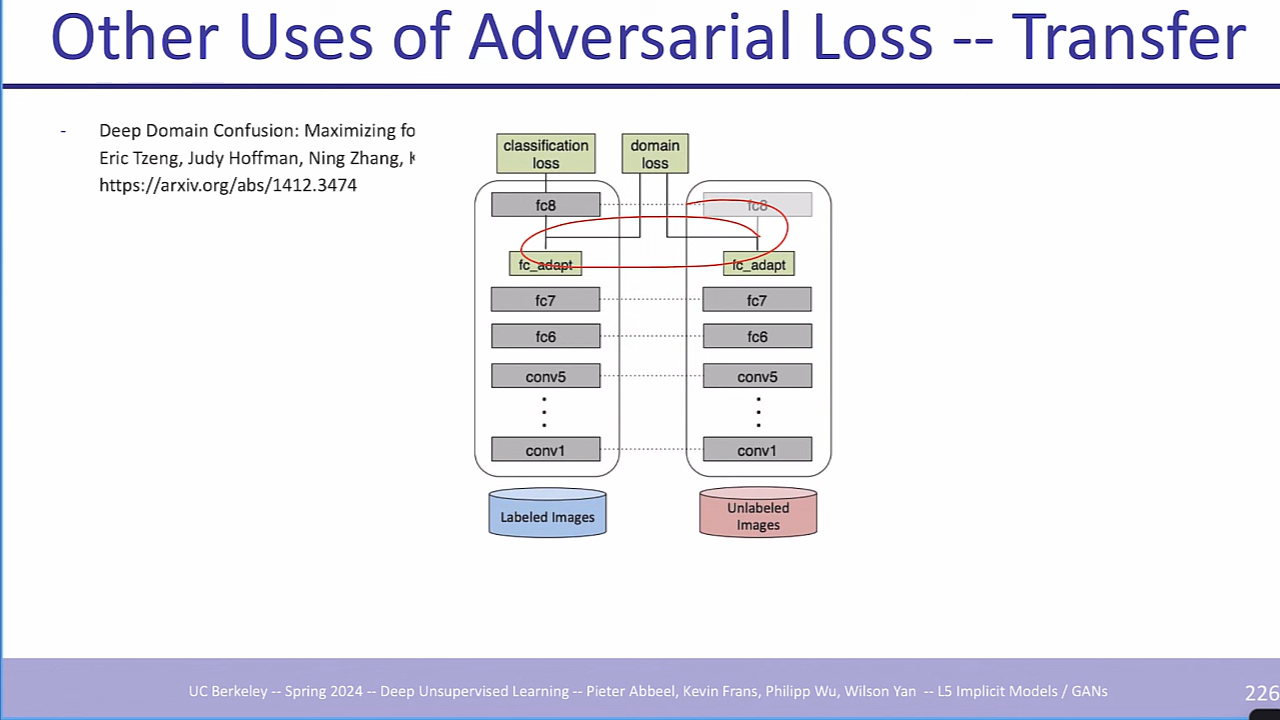 Other Uses of Adversarial Loss -- Transfer
- Deep Domain Confusion: Maximizing fo
Eric Tzeng, Judy Hoffman, Ning Zhang,
https://arxiv.org/abs/1412.3474
classification loss
domain loss
fc8
fc8
fc_adapt
fc_adapt
fc7
fc7
fc6
fc6
conv5
conv5
conv1
conv1
Labeled Images
Unlabeled
Images
UC Berkeley -- Spring 2024 -- Deep Unsupervised Learning -- Pieter Abbeel, Kevin Frans, Philipp Wu, Wilson Yan -- L5 Implicit Models / GANs
226